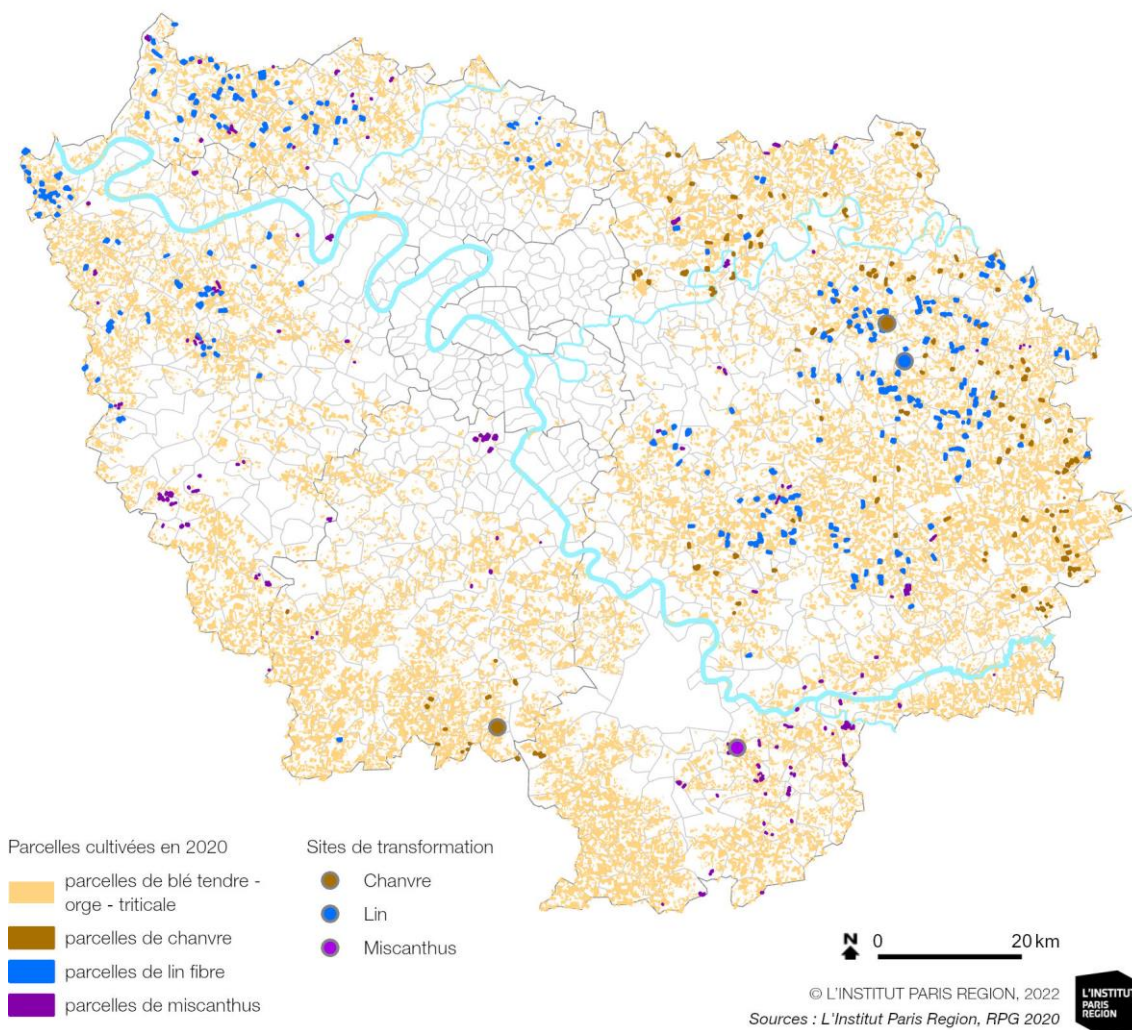 Parcelles cultivées en 2020
parcelles de blé tendre -
orge - triticale
parcelles de chanvre
parcelles de lin fibre
parcelles de miscanthus
Sites de transformation
Chanvre
Lin
Miscanthus
N 0 20 km
© L'INSTITUT PARIS REGION, 2022
Sources : L'Institut Paris Region, RPG 2020
L'INSTITUT
PARIS
REGION